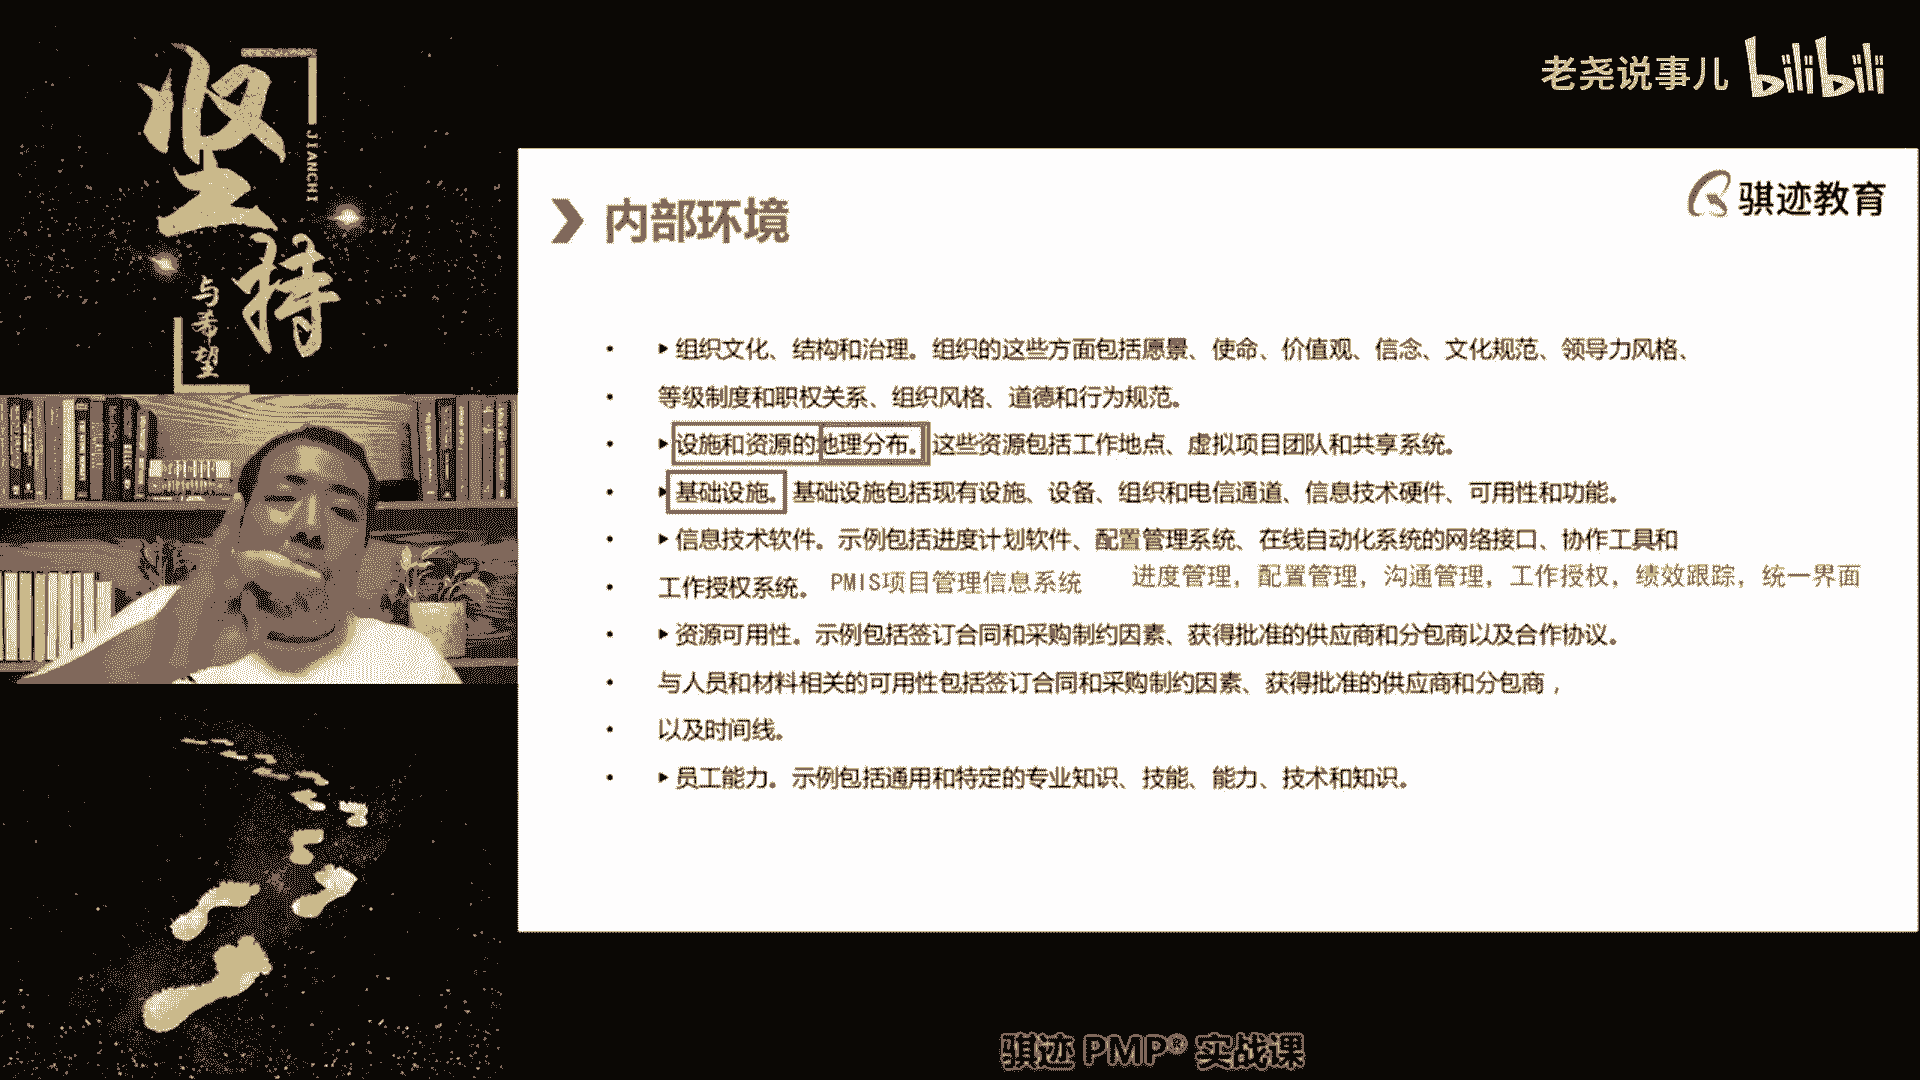 坚持
JIANCHI
与希望
老尧说事儿 bilibili
骐迹教育
内部环境
• ▸组织文化、结构和治理。组织的这些方面包括愿景、使命、价值观、信念、文化规范、领导力风格、
• 等级制度和职权关系、组织风格、道德和行为规范。
• ▸设施和资源的地理分布。这些资源包括工作地点、虚拟项目团队和共享系统。
• ▸基础设施。基础设施包括现有设施、设备、组织和电信通道、信息技术硬件、可用性和功能。
• ▸信息技术软件。示例包括进度计划软件、配置管理系统、在线自动化系统的网络接口、协作工具和
• 工作授权系统。 PMIS项目管理信息系统 进度管理，配置管理，沟通管理，工作授权，绩效跟踪，统一界面
• ▸资源可用性。示例包括签订合同和采购制约因素、获得批准的供应商和分包商以及合作协议。
• 与人员和材料相关的可用性包括签订合同和采购制约因素、获得批准的供应商和分包商，
• 以及时间线。
• ▸员工能力。示例包括通用和特定的专业知识、技能、能力、技术和知识。
骐迹 PMP® 实战课